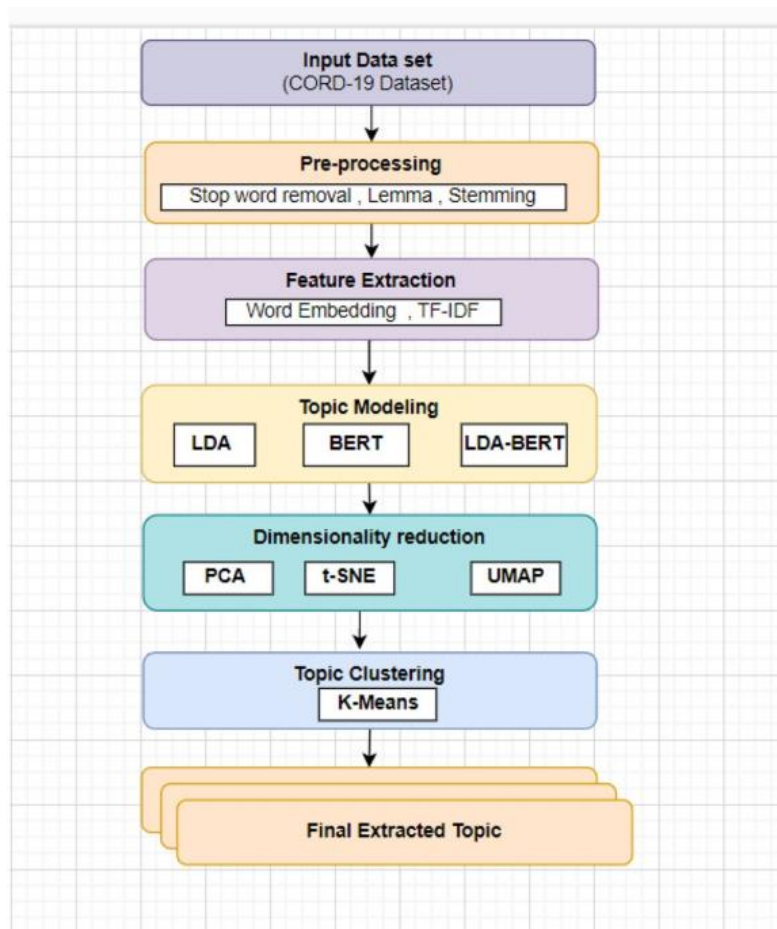 Input Data set
(CORD-19 Dataset)
Pre-processing
Stop word removal , Lemma , Stemming
Feature Extraction
Word Embedding , TF-IDF
Topic Modeling
LDA BERT LDA-BERT
Dimensionality reduction
PCA t-SNE UMAP
Topic Clustering
K-Means
Final Extracted Topic